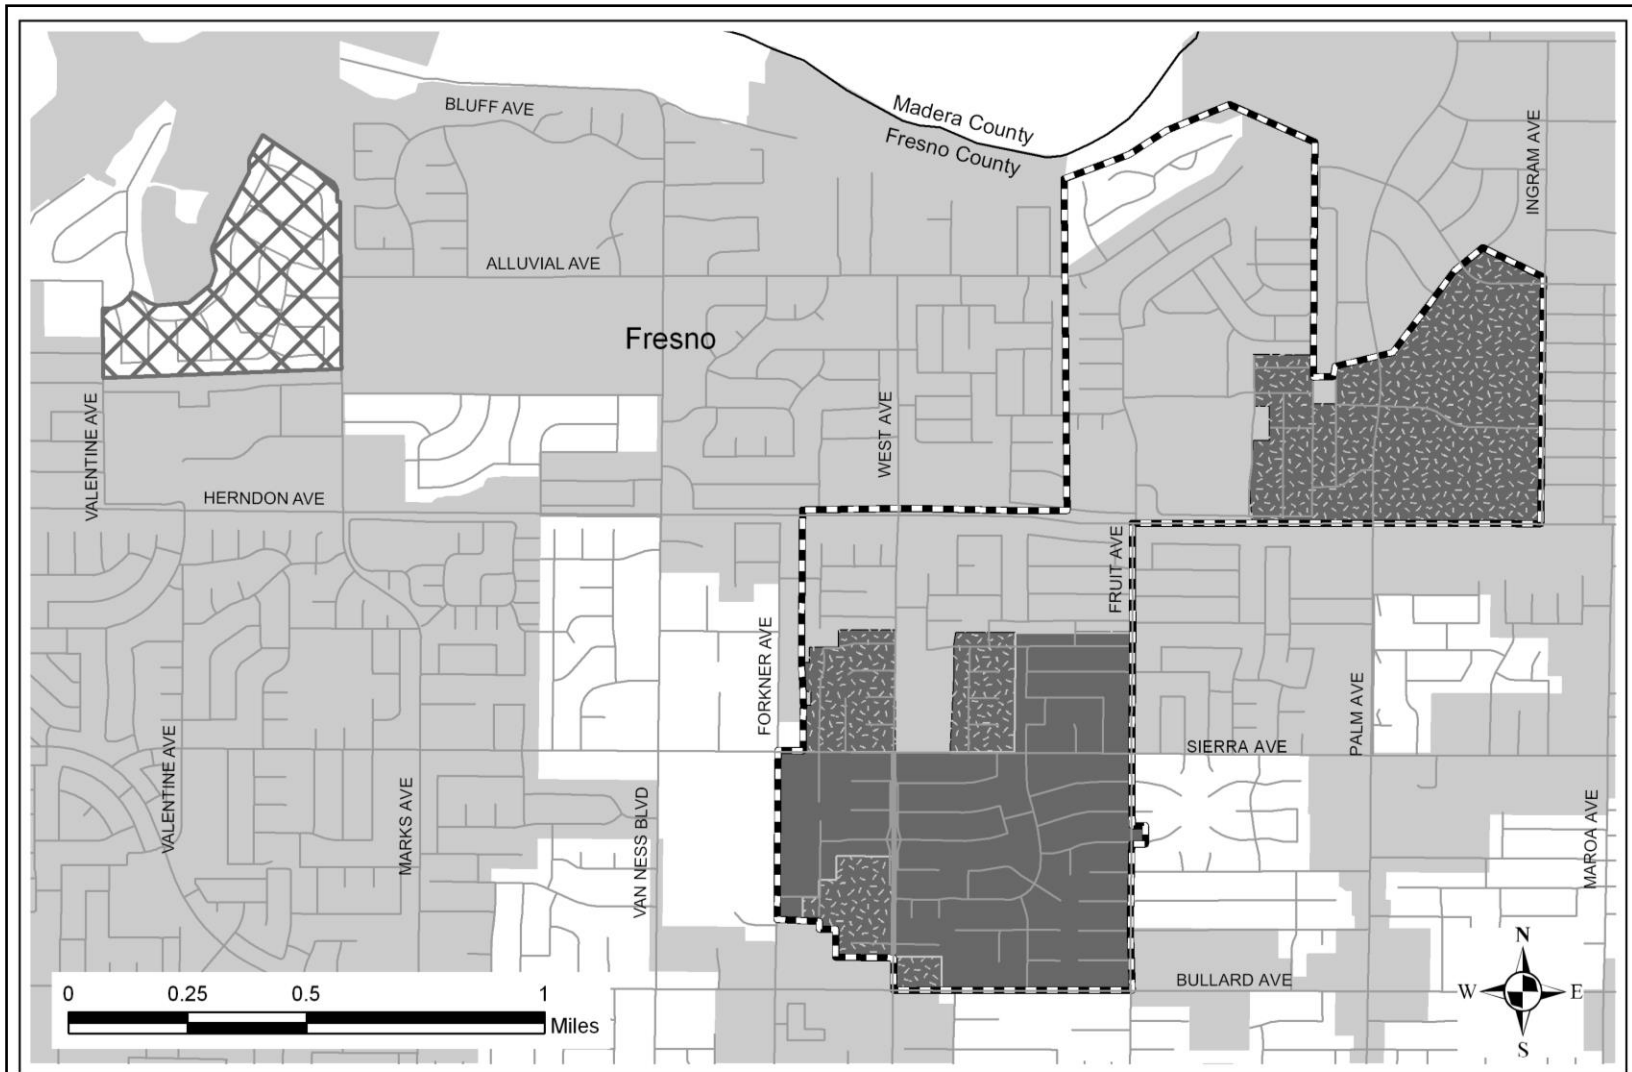 BLUFF AVE
Madera County
Fresno County
INGRAM AVE
ALLUVIAL AVE
Fresno
VALENTINE AVE
WEST AVE
HERNDON AVE
FRUIT AVE
FORKNER AVE
PALM AVE
SIERRA AVE
VALENTINE AVE
MARKS AVE
VAN NESS BLVD
MAROA AVE
BULLARD AVE
N
W E
S
0 0.25 0.5 1
Miles